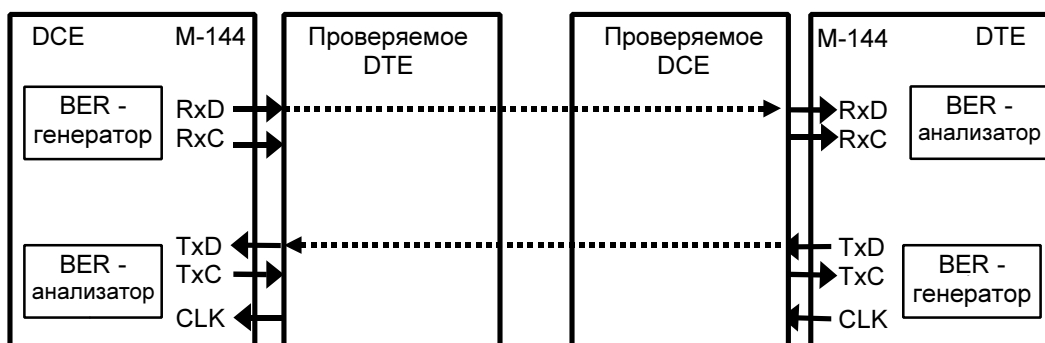 DCE M-144
BER -
генератор
RxD
RxC
BER -
анализатор
TxD
TxC
CLK
Проверяемое
DTE
Проверяемое
DCE
M-144 DTE
RxD
RxC
BER -
анализатор
TxD
TxC
CLK
BER -
генератор